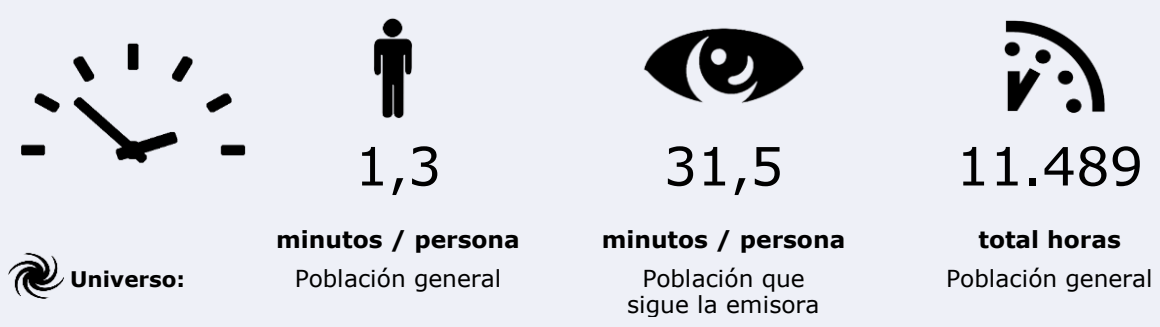 1,3
31,5
11.489
minutos / persona
minutos / persona
total horas
Universo:
Población general
Población que
sigue la emisora
Población general